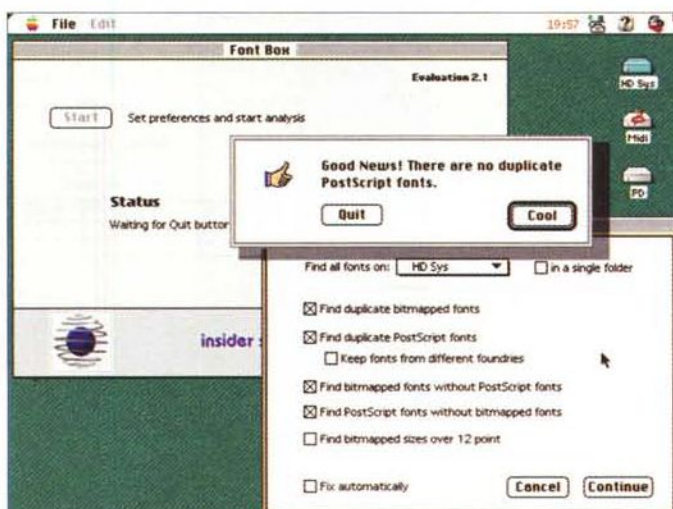 File Edit 19:57
Font Box
Evaluation 2.1
HD Sys
Start Set preferences and start analysis
Midi
Good News! There are no duplicate
PostScript fonts.
Quit Cool
PD
Status
Waiting for Quit button
Find all fonts on: HD Sys in a single folder
Find duplicate bitmapped fonts
Find duplicate PostScript fonts
Keep fonts from different foundries
insider s
Find bitmapped fonts without PostScript fonts
Find PostScript fonts without bitmapped fonts
Find bitmapped sizes over 12 point
Fix automatically Cancel Continue